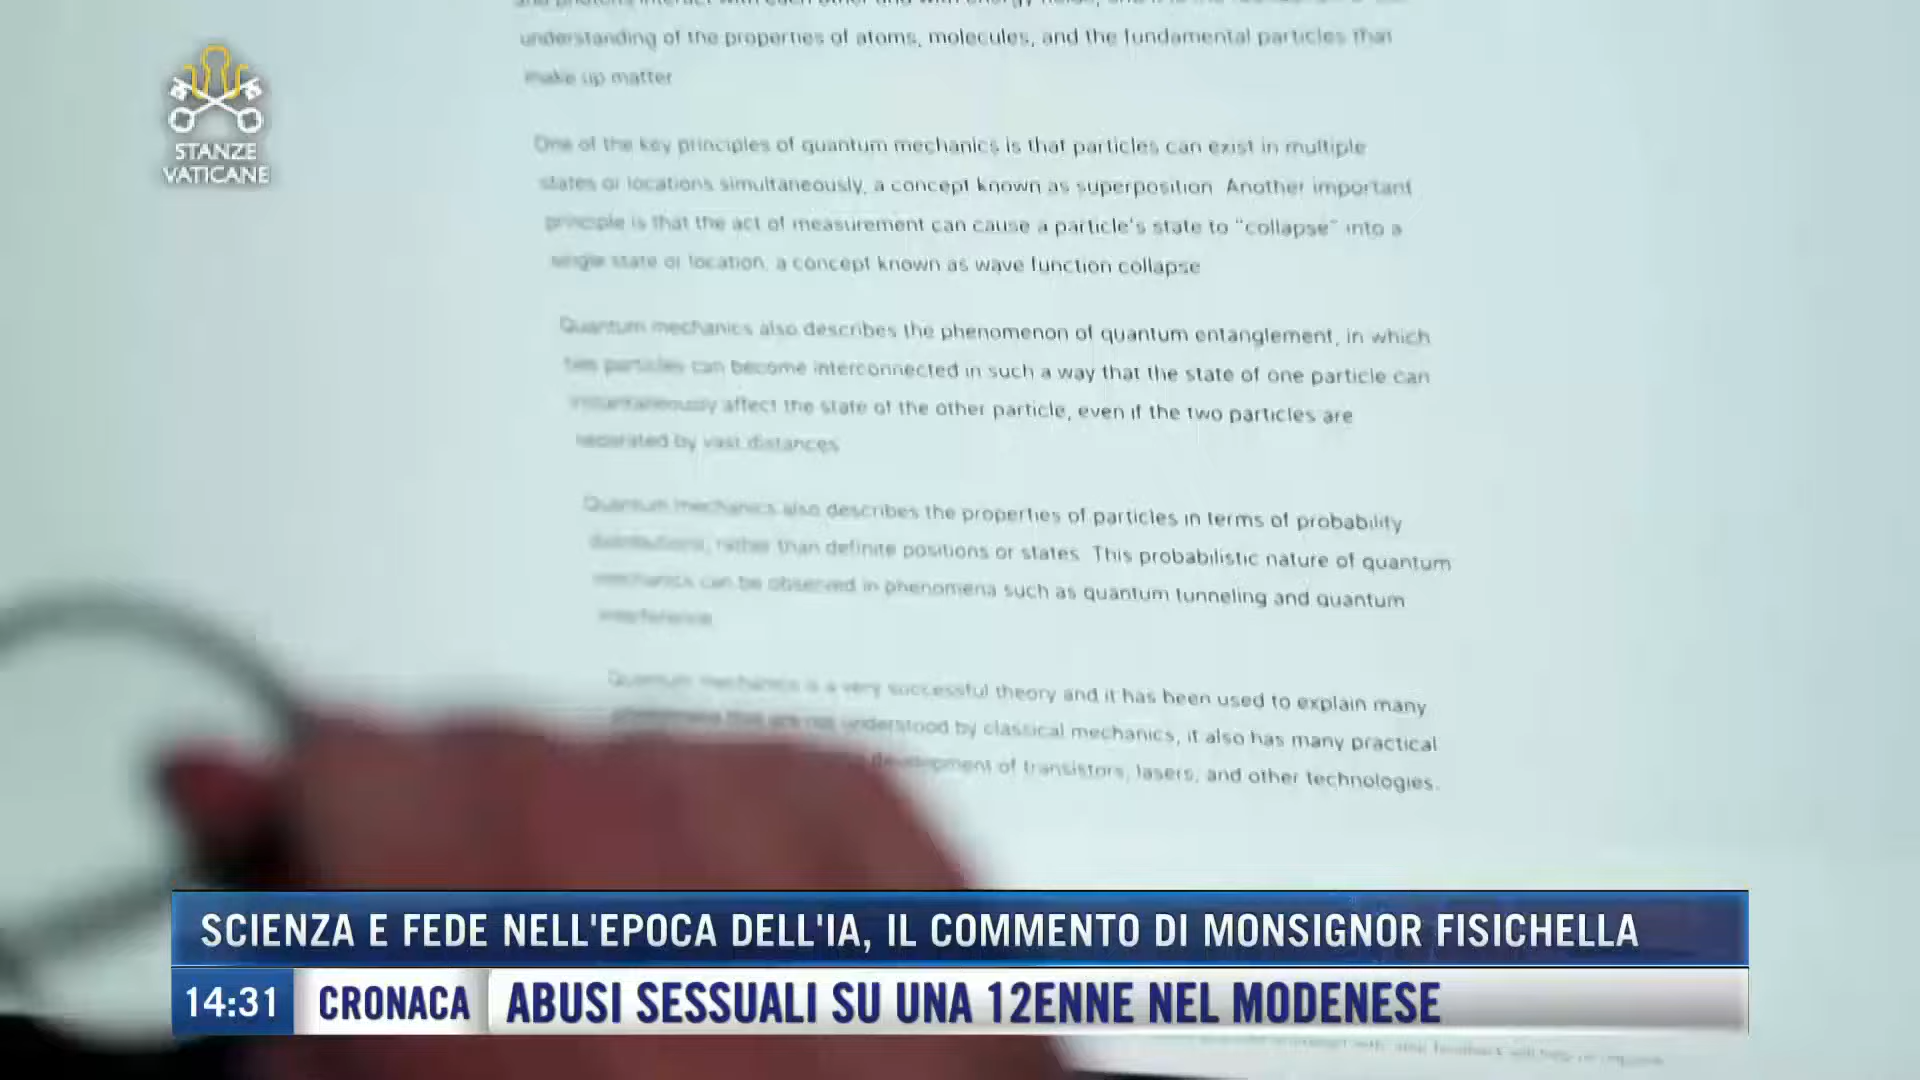 understanding of the properties of atoms, molecules, and the fundamental particles that
make up matter
STANZE
VATICANE
One of the key principles of quantum mechanics is that particles can exist in multiple
states or locations simultaneously, a concept known as superposition. Another important
principle is that the act of measurement can cause a particle's state to "collapse" into a
single state or location, a concept known as wave function collapse
Quantum mechanics also describes the phenomenon of quantum entanglement, in which
two particles can become interconnected in such a way that the state of one particle can
instantaneously affect the state of the other particle, even if the two particles are
separated by vast distances
Quantum mechanics also describes the properties of particles in terms of probability
distributions, rather than definite positions or states. This probabilistic nature of quantum
mechanics can be observed in phenomena such as quantum tunneling and quantum
interference
Quantum mechanics is a very successful theory and it has been used to explain many
phenomena that are not understood by classical mechanics, it also has many practical
development of transistors, lasers, and other technologies.
SCIENZA E FEDE NELL'EPOCA DELL'IA, IL COMMENTO DI MONSIGNOR FISICHELLA
14:31 CRONACA ABUSI SESSUALI SU UNA 12ENNE NEL MODENESE